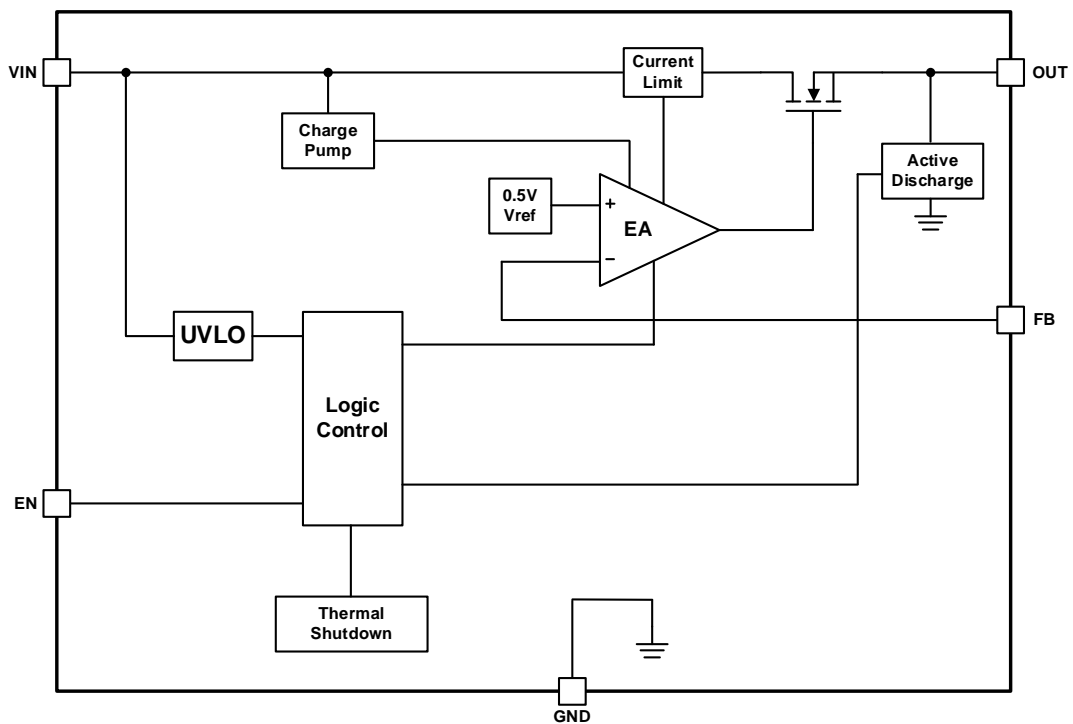 VIN
Current
Limit
OUT
Charge
Pump
Active
Discharge
0.5V
Vref
+
EA
−
FB
UVLO
Logic
Control
EN
Thermal
Shutdown
GND